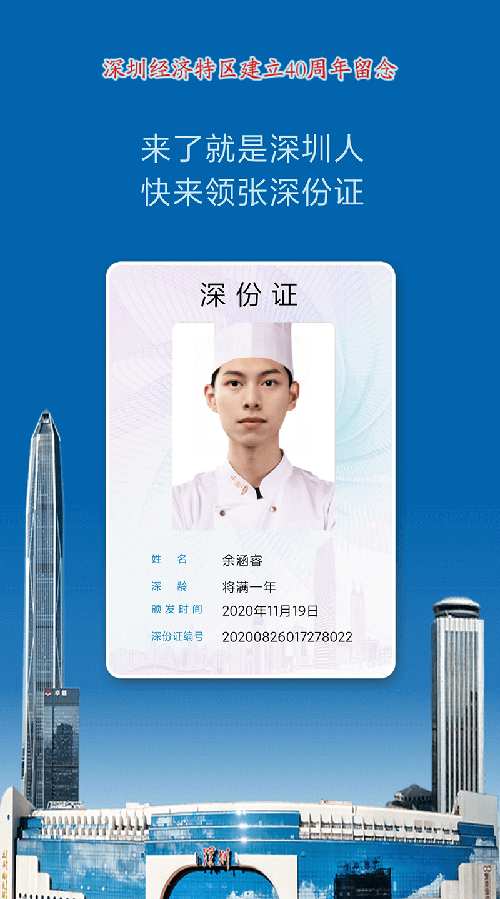 深圳经济特区建立40周年留念
来了就是深圳人
快来领张深份证
深份证
姓 名 余涵睿
深 龄 将满一年
颁发时间 2020年11月19日
深份证编号 20200826017278022
卓越
深圳